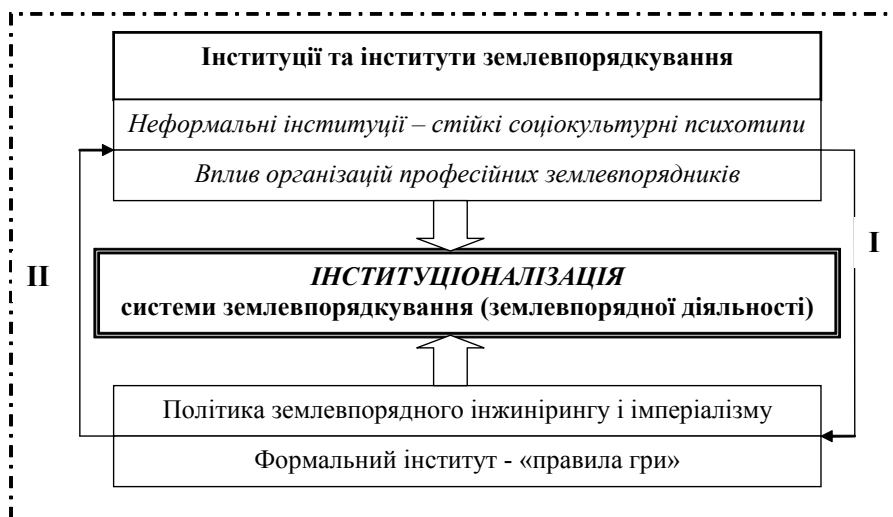 Інституції та інститути землевпорядкування
Неформальні інституції – стійкі соціокультурні психотипи
Вплив організацій професійних землевпорядників
I
II
ІНСТИТУЦІОНАЛІЗАЦІЯ
системи землевпорядкування (землевпорядної діяльності)
Політика землевпорядного інжинірингу і імперіалізму
Формальний інститут - «правила гри»